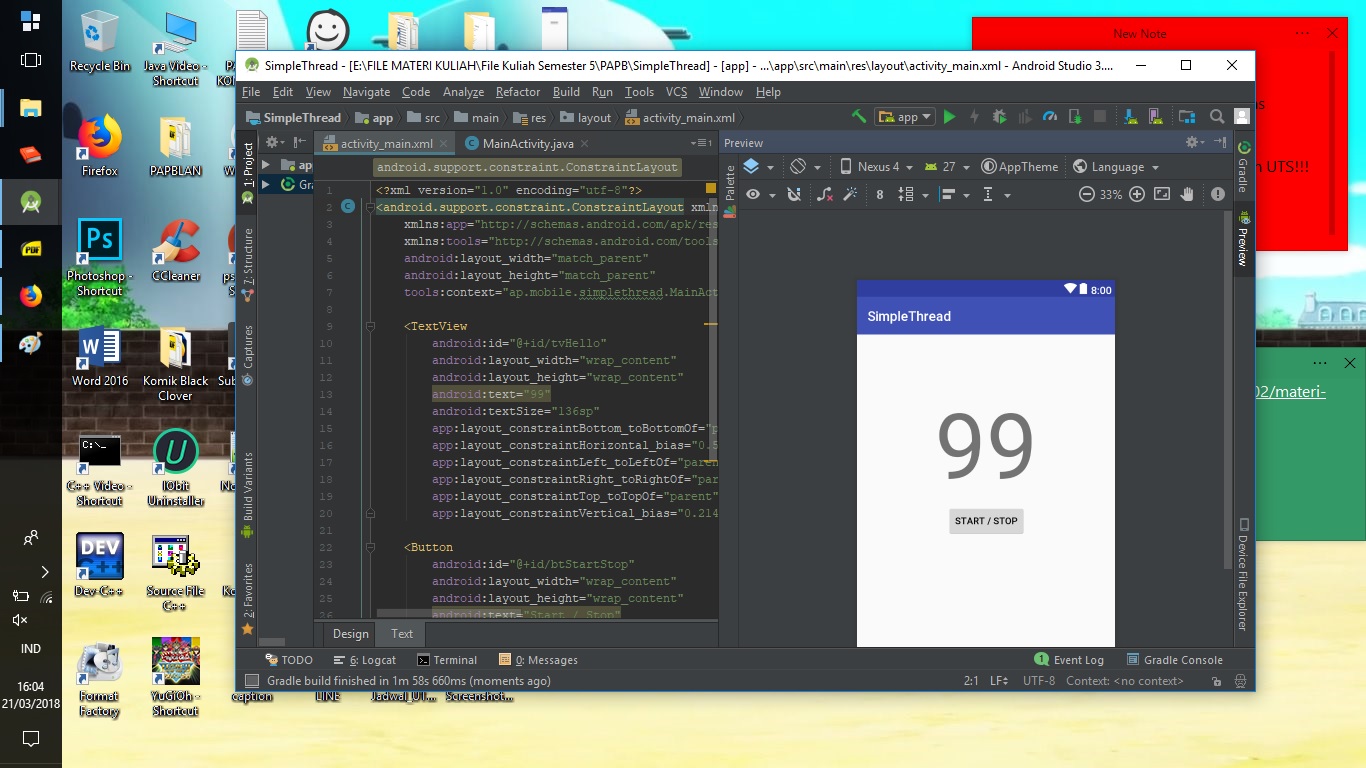 Recycle Bin
Java Video - Shortcut
Firefox
PAPBLAN
Photoshop - Shortcut
CCleaner
Word 2016
Komik Black Clover
C++ Video - Shortcut
IObit Uninstaller
Dev-C++
Source File C++
Format Factory
YuGiOh - Shortcut
caption
LINE
Jadwal_UT...
Screenshot...
IND
16:04
21/03/2018
New Note
UTS!!!
02/materi-
SimpleThread - [E:\FILE MATERI KULIAH\File Kuliah Semester 5\PAPB\SimpleThread] - [app] - ...\app\src\main\res\layout\activity_main.xml - Android Studio 3....
File Edit View Navigate Code Analyze Refactor Build Run Tools VCS Window Help
SimpleThread app src main res layout activity_main.xml app
activity_main.xml MainActivity.java
Preview
android.support.constraint.ConstraintLayout
Nexus 4 27 AppTheme Language
8 33%
1: Project
7: Structure
Captures
Build Variants
2: Favorites
Palette
Gradle
Preview
Device File Explorer
1 <?xml version="1.0" encoding="utf-8"?>
2 <android.support.constraint.ConstraintLayout xmln
3 xmlns:app="http://schemas.android.com/apk/res
4 xmlns:tools="http://schemas.android.com/tools
5 android:layout_width="match_parent"
6 android:layout_height="match_parent"
7 tools:context="ap.mobile.simplethread.MainAct
8
9 <TextView
10 android:id="@+id/tvHello"
11 android:layout_width="wrap_content"
12 android:layout_height="wrap_content"
13 android:text="99"
14 android:textSize="136sp"
15 app:layout_constraintBottom_toBottomOf="p
16 app:layout_constraintHorizontal_bias="0.5
17 app:layout_constraintLeft_toLeftOf="paren
18 app:layout_constraintRight_toRightOf="par
19 app:layout_constraintTop_toTopOf="parent"
20 app:layout_constraintVertical_bias="0.214
21
22 <Button
23 android:id="@+id/btStartStop"
24 android:layout_width="wrap_content"
25 android:layout_height="wrap_content"
26 android:text="Start / Stop"
8:00
SimpleThread
99
START / STOP
Design Text
TODO 6: Logcat Terminal 0: Messages 1 Event Log Gradle Console
Gradle build finished in 1m 58s 660ms (moments ago) 2:1 LF UTF-8 Context: <no context>